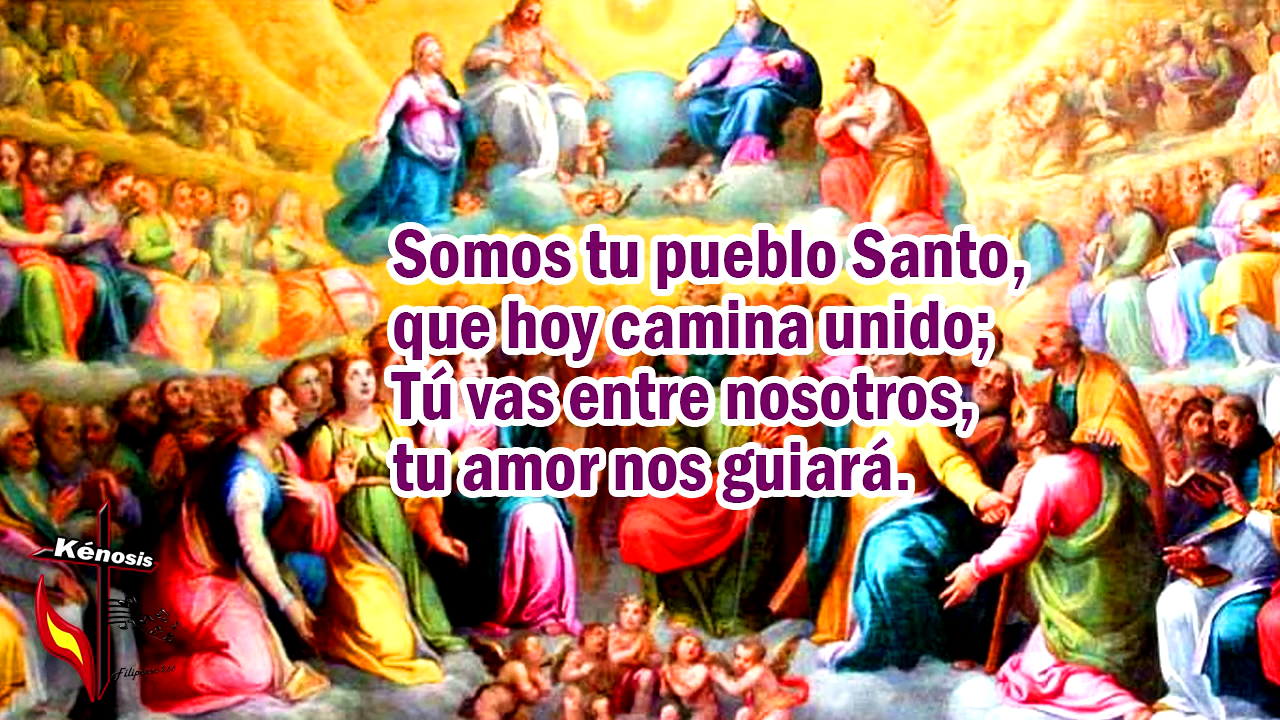 Somos tu pueblo Santo,
que hoy camina unido;
Tú vas entre nosotros,
tu amor nos guiará.
Kénosis